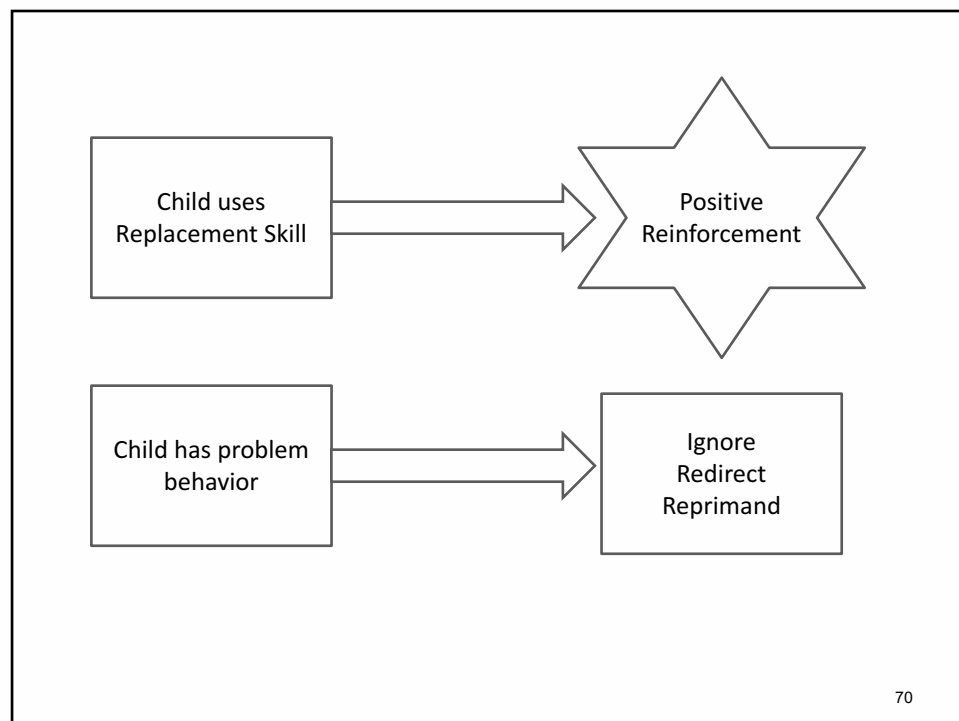 Child uses
Replacement Skill
Positive
Reinforcement
Child has problem
behavior
Ignore
Redirect
Reprimand
70